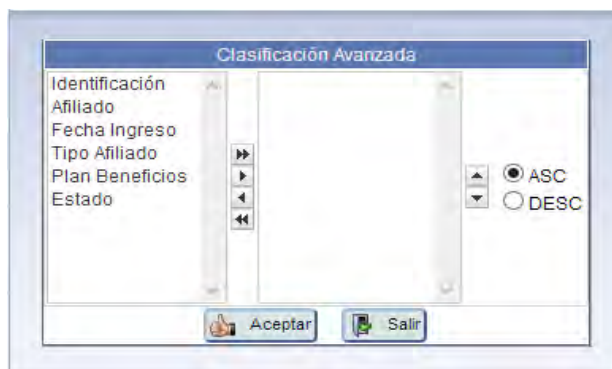 Clasificación Avanzada
Identificación
Afiliado
Fecha Ingreso
Tipo Afiliado
Plan Beneficios
Estado
ASC
DESC
Aceptar
Salir